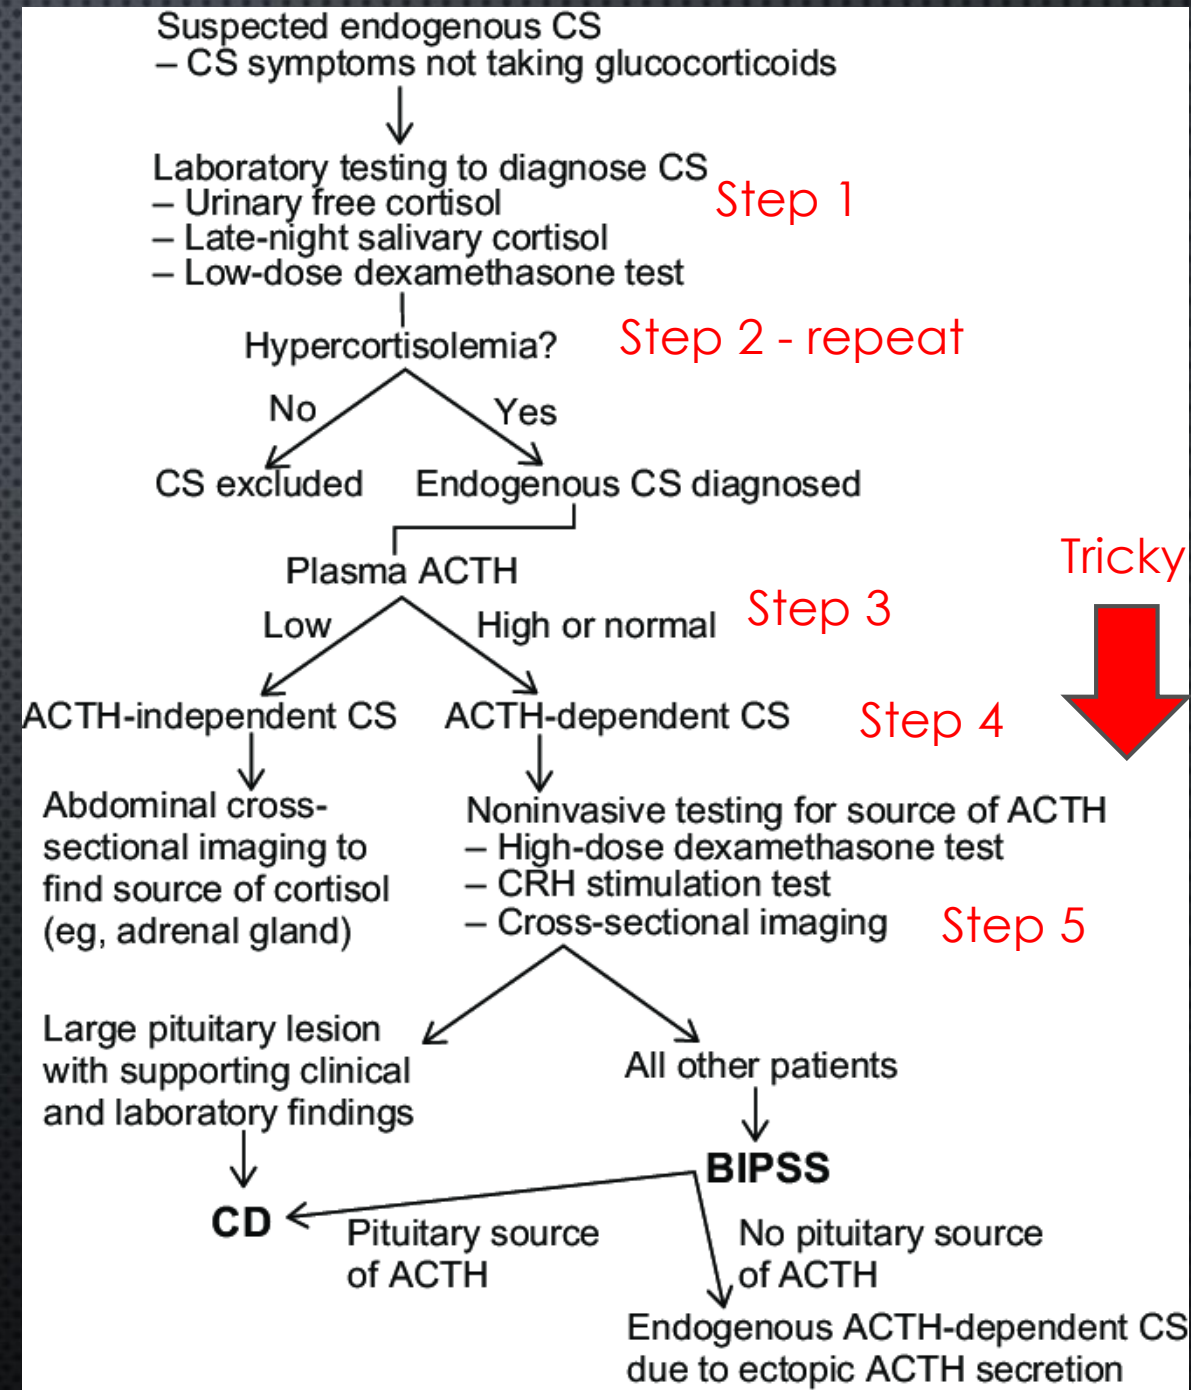 Suspected endogenous CS
– CS symptoms not taking glucocorticoids
Laboratory testing to diagnose CS
– Urinary free cortisol
– Late-night salivary cortisol
– Low-dose dexamethasone test
Step 1
Hypercortisolemia?
Step 2 - repeat
No
Yes
CS excluded
Endogenous CS diagnosed
Plasma ACTH
Tricky
Low
High or normal
Step 3
ACTH-independent CS
ACTH-dependent CS
Step 4
Abdominal cross-
sectional imaging to
find source of cortisol
(eg, adrenal gland)
Noninvasive testing for source of ACTH
– High-dose dexamethasone test
– CRH stimulation test
– Cross-sectional imaging
Step 5
Large pituitary lesion
with supporting clinical
and laboratory findings
All other patients
BIPSS
CD
Pituitary source
of ACTH
No pituitary source
of ACTH
Endogenous ACTH-dependent CS
due to ectopic ACTH secretion